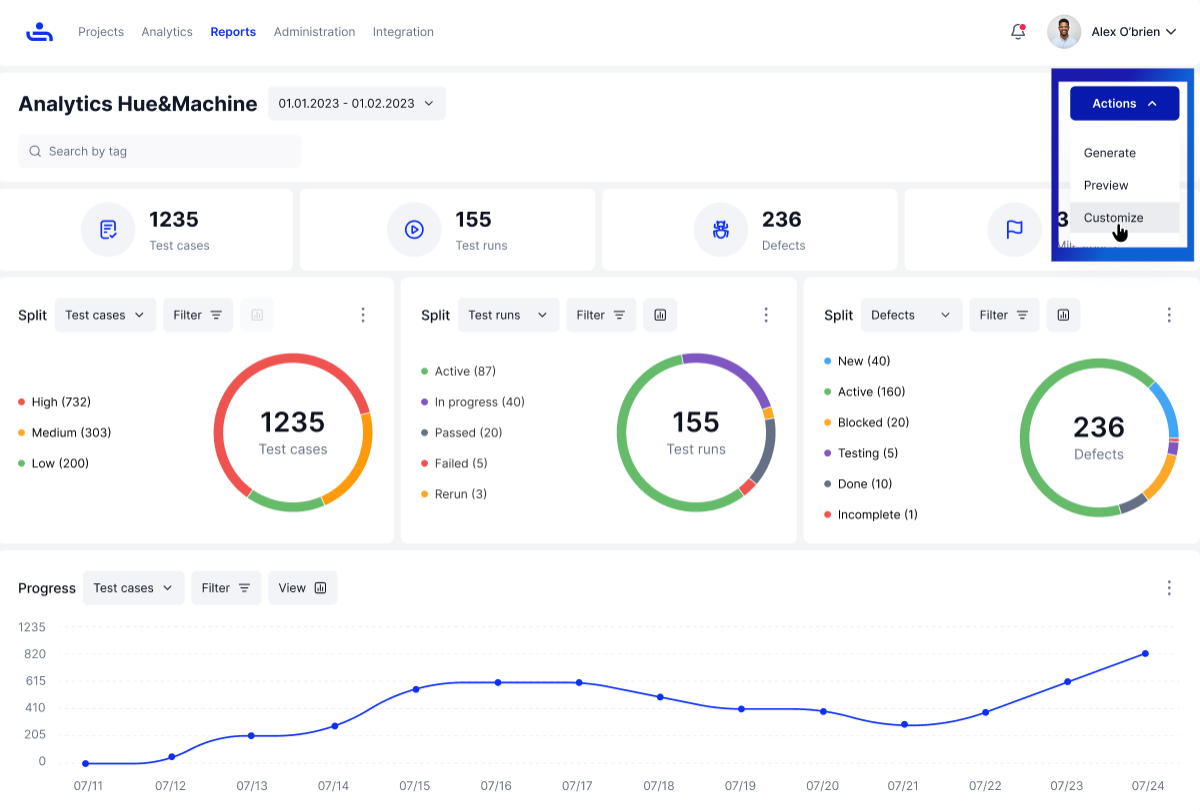 Projects Analytics Reports Administration Integration
Alex O'brien
Analytics Hue&Machine
01.01.2023 - 01.02.2023
Actions
Search by tag
Generate
Preview
Customize
1235
Test cases
155
Test runs
236
Defects
3
Split Test cases Filter
High (732)
Medium (303)
Low (200)
1235
Test cases
Split Test runs Filter
Active (87)
In progress (40)
Passed (20)
Failed (5)
Rerun (3)
155
Test runs
Split Defects Filter
New (40)
Active (160)
Blocked (20)
Testing (5)
Done (10)
Incomplete (1)
236
Defects
Progress Test cases Filter View
1235
820
615
410
205
0
07/11 07/12 07/13 07/14 07/15 07/16 07/17 07/18 07/19 07/20 07/21 07/22 07/23 07/24